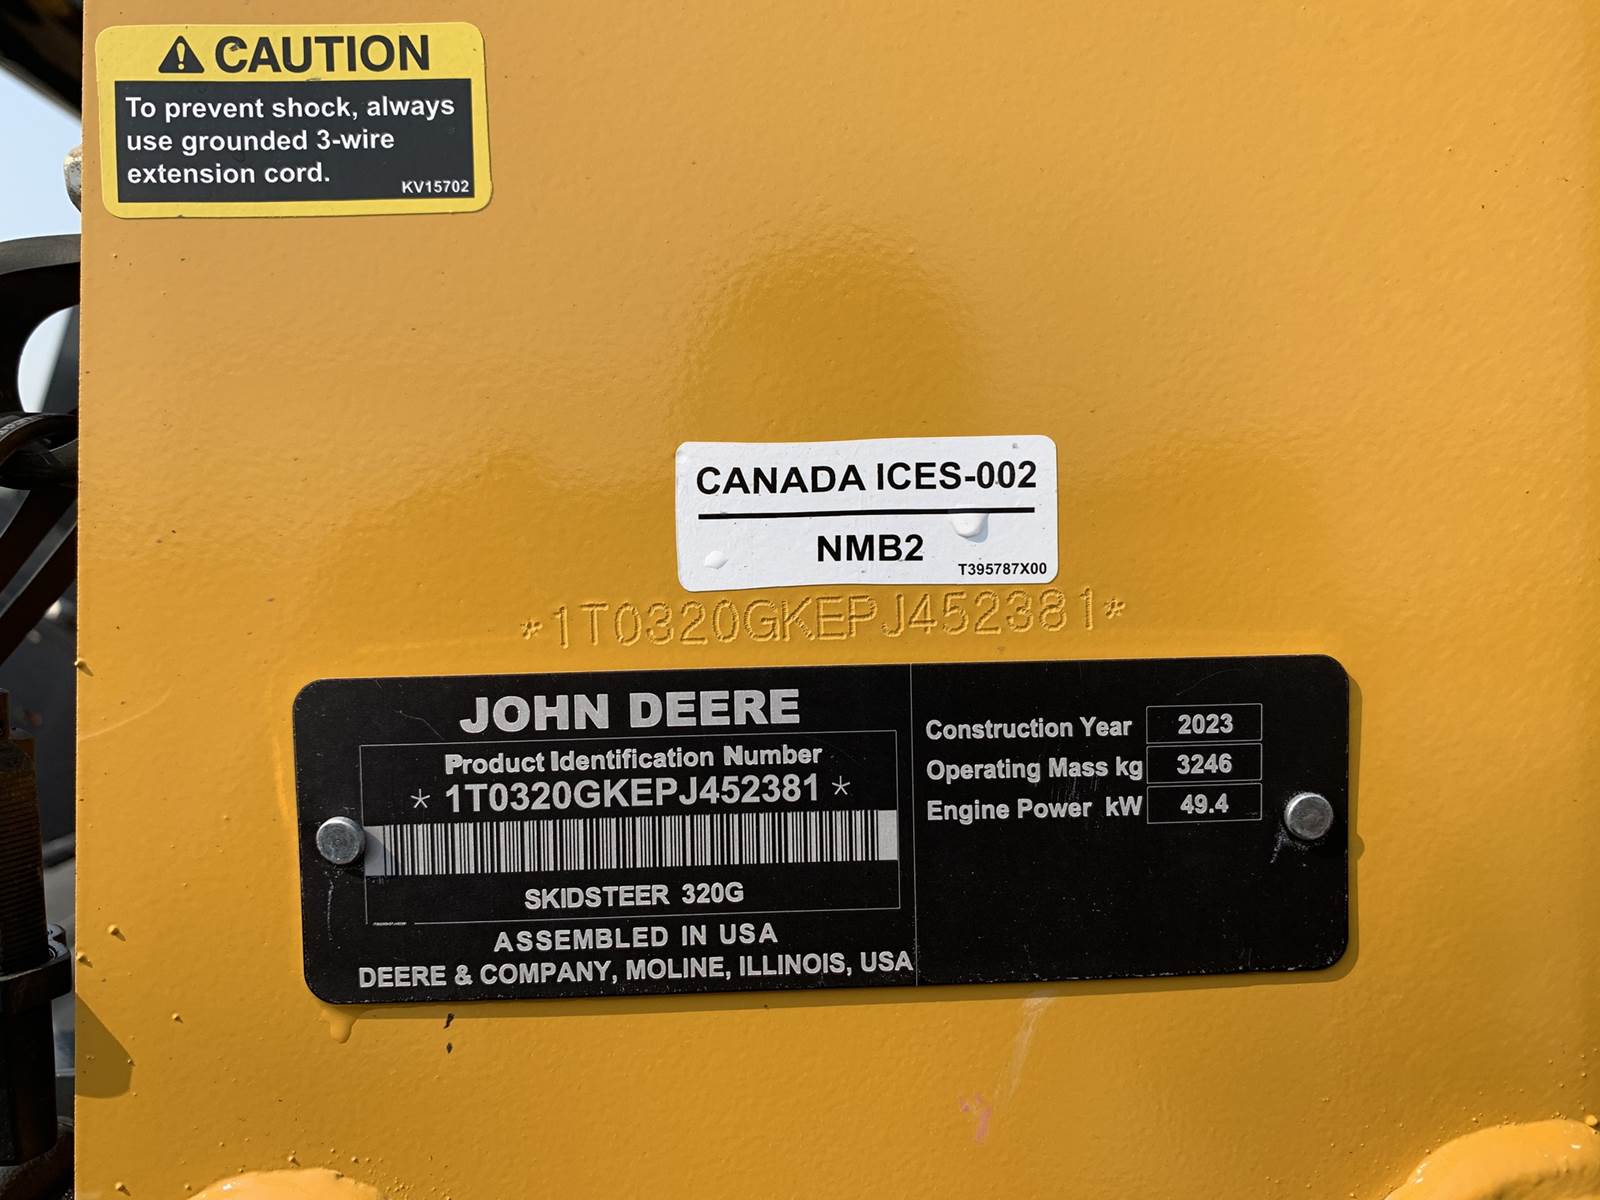 CAUTION
To prevent shock, always
use grounded 3-wire
extension cord.
KV15702
CANADA ICES-002
NMB2
T395787X00
*1T0320GKEPJ452381*
JOHN DEERE
Product Identification Number
* 1T0320GKEPJ452381 *
SKIDSTEER 320G
ASSEMBLED IN USA
DEERE & COMPANY, MOLINE, ILLINOIS, USA
Construction Year 2023
Operating Mass kg 3246
Engine Power kW 49.4